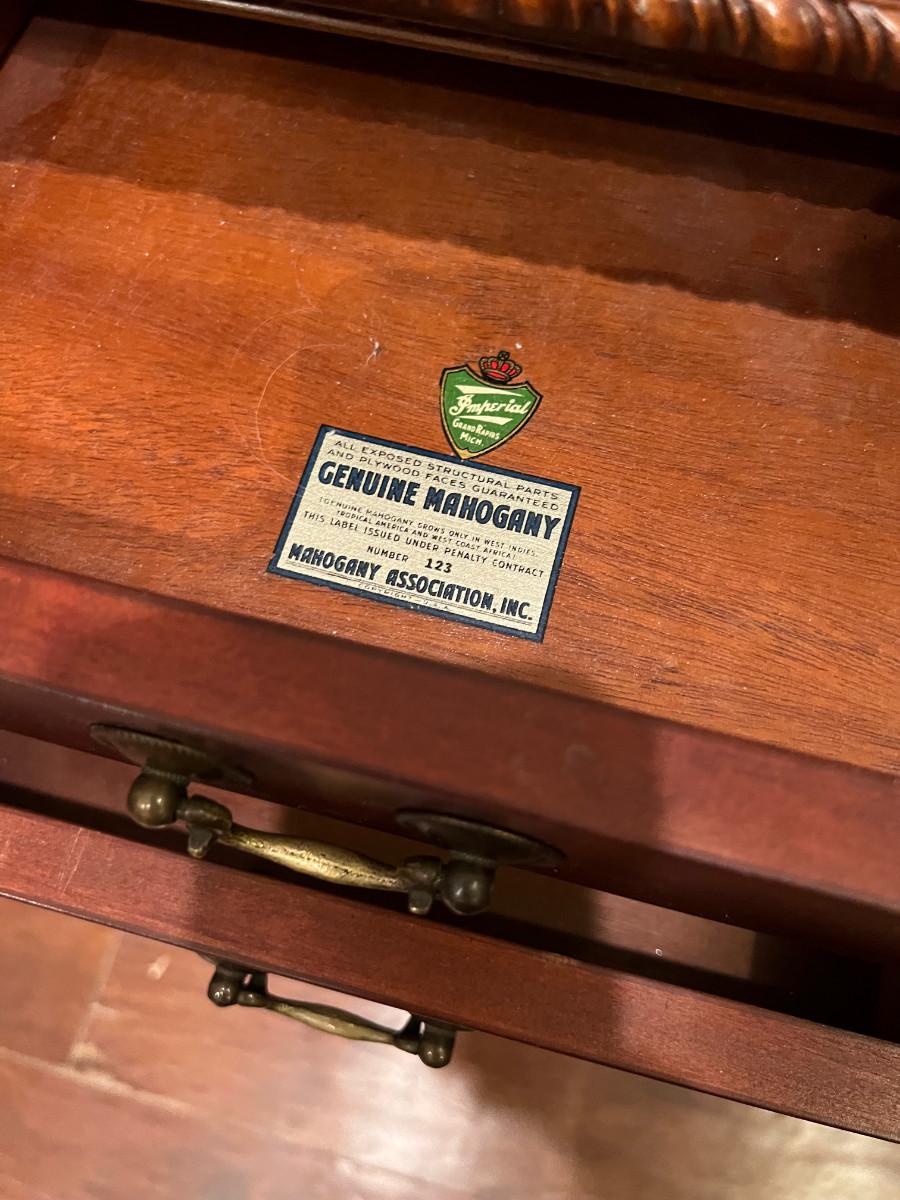 Imperial
GRAND RAPIDS
MICH.
ALL EXPOSED STRUCTURAL PARTS
AND PLYWOOD FACES GUARANTEED
GENUINE MAHOGANY
(GENUINE MAHOGANY GROWS ONLY IN WEST INDIES,
TROPICAL AMERICA AND WEST COAST AFRICA)
THIS LABEL ISSUED UNDER PENALTY CONTRACT
NUMBER 123
MAHOGANY ASSOCIATION, INC.
COPYRIGHT U.S.A.